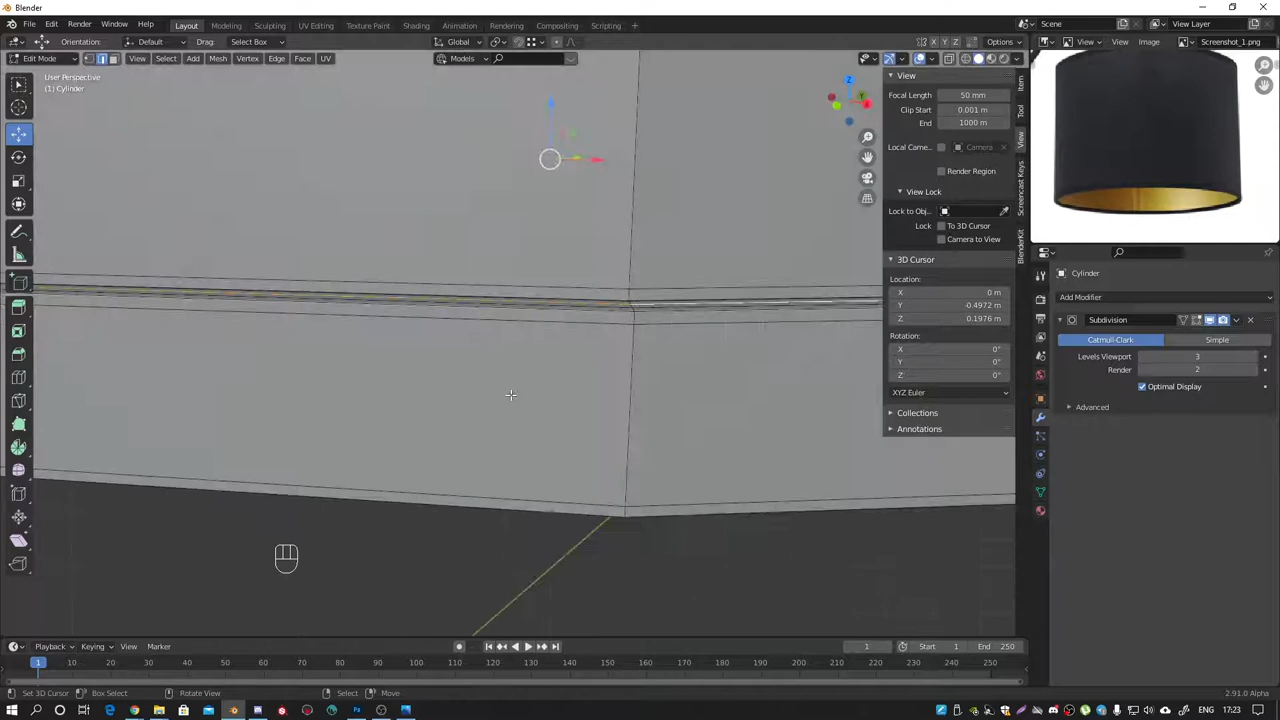 Blender
File Edit Render Window Help Layout Modeling Sculpting UV Editing Texture Paint Shading Animation Rendering Compositing Scripting + Scene View Layer
Orientation: Default Drag: Select Box Global X Y Z Options View Image Screenshot_1.png
Edit Mode View Select Add Mesh Vertex Edge Face UV Models
User Perspective
(1) Cylinder
View
Focal Length 50 mm
Clip Start 0.001 m
End 1000 m
Local Came... Camera
Render Region
View Lock
Lock to Obj...
Lock To 3D Cursor
Camera to View
3D Cursor
Location:
X 0 m
Y -0.4972 m
Z 0.1976 m
Rotation:
X 0°
Y 0°
Z 0°
XYZ Euler
Collections
Annotations
Item
Tool
View
Screencast Keys
BlenderKit
Z
Y
X
Cylinder
Add Modifier
Subdivision
Catmull-Clark Simple
Levels Viewport 3
Render 2
Optimal Display
Advanced
Playback Keying View Marker 1 Start 1 End 250
1 10 20 30 40 50 60 70 80 90 100 110 120 130 140 150 160 170 180 190 200 210 220 230 240 250
Set 3D Cursor Box Select Rotate View Select Move 2.91.0 Alpha
ENG 17:23